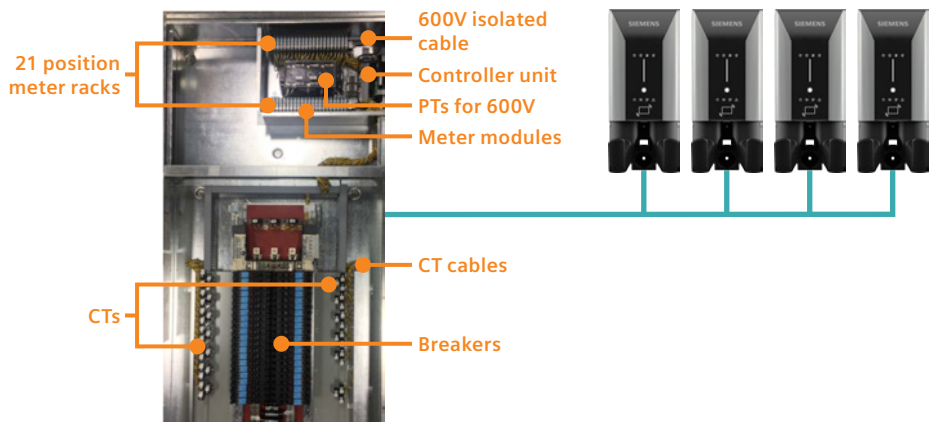 21 position
meter racks
CTs
600V isolated
cable
Controller unit
PTs for 600V
Meter modules
CT cables
Breakers
SIEMENS
SIEMENS
SIEMENS
SIEMENS